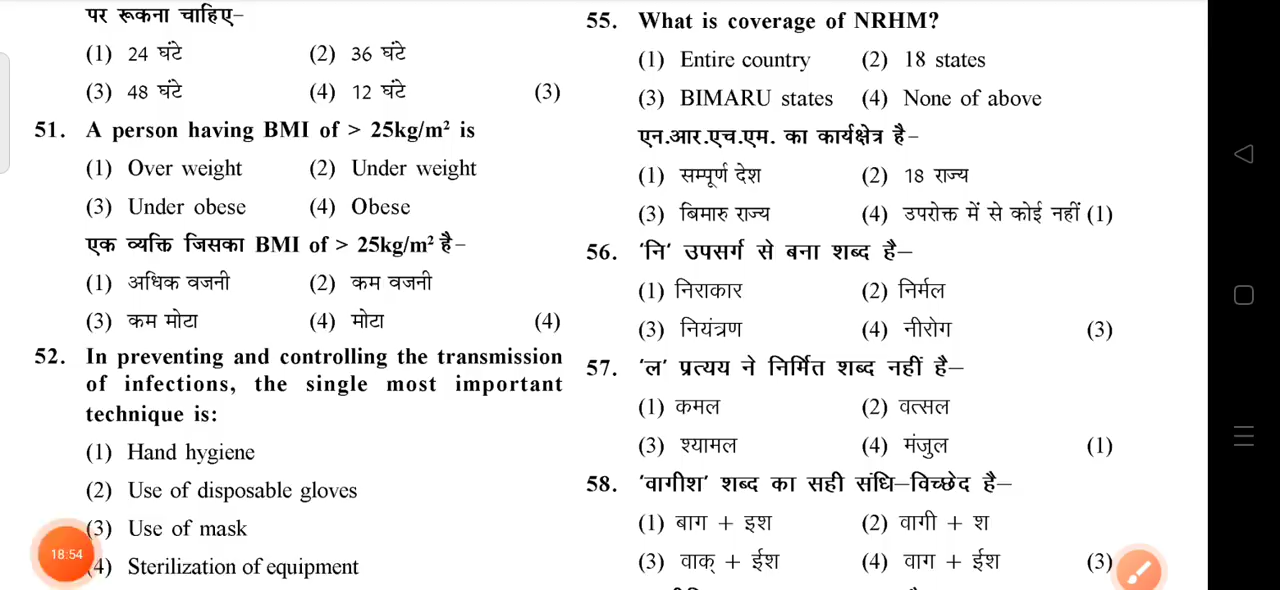 पर रूकना चाहिए–
(1) 24 घंटे (2) 36 घंटे
(3) 48 घंटे (4) 12 घंटे (3)
51. A person having BMI of > 25kg/m² is
(1) Over weight (2) Under weight
(3) Under obese (4) Obese
एक व्यक्ति जिसका BMI of > 25kg/m² है–
(1) अधिक वजनी (2) कम वजनी
(3) कम मोटा (4) मोटा (4)
52. In preventing and controlling the transmission
of infections, the single most important
technique is:
(1) Hand hygiene
(2) Use of disposable gloves
(3) Use of mask
(4) Sterilization of equipment
18:54
55. What is coverage of NRHM?
(1) Entire country (2) 18 states
(3) BIMARU states (4) None of above
एन.आर.एच.एम. का कार्यक्षेत्र है–
(1) सम्पूर्ण देश (2) 18 राज्य
(3) बिमारु राज्य (4) उपरोक्त में से कोई नहीं (1)
56. 'नि' उपसर्ग से बना शब्द है–
(1) निराकार (2) निर्मल
(3) नियंत्रण (4) नीरोग (3)
57. 'ल' प्रत्यय ने निर्मित शब्द नहीं है–
(1) कमल (2) वत्सल
(3) श्यामल (4) मंजुल (1)
58. 'वागीश' शब्द का सही संधि–विच्छेद है–
(1) बाग + इश (2) वागी + श
(3) वाक् + ईश (4) वाग + ईश (3)